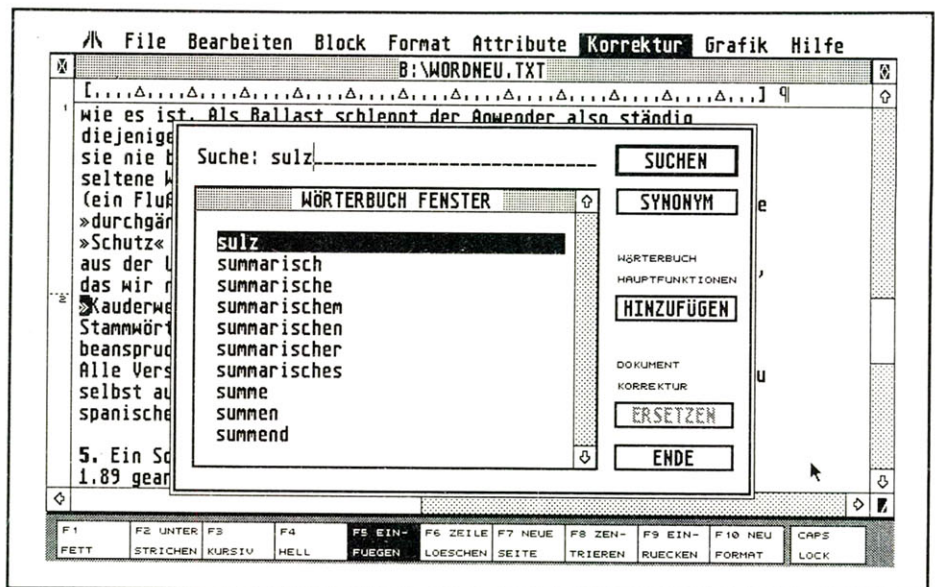 File Bearbeiten Block Format Attribute Korrektur Grafik Hilfe
B:\WORDNEU.TXT
1
wie es ist. Als Ballast schleppt der Anwender also ständig
diejenige
sie nie b
seltene W
(ein Fluß e
»durchgän
»Schutz«
aus der U ,
das wir n
2
»Kauderwe
Stammwört
beanspruc
Alle Vers u
selbst au
spanische
5. Ein Sc
1.89 gear
Suche: sulz
WÖRTERBUCH FENSTER
sulz
summarisch
summarische
summarischem
summarischen
summarischer
summarisches
summe
summen
summend
SUCHEN
SYNONYM
WÖRTERBUCH
HAUPTFUNKTIONEN
HINZUFÜGEN
DOKUMENT
KORREKTUR
ERSETZEN
ENDE
F1 FETT
F2 UNTER STRICHEN
F3 KURSIV
F4 HELL
F5 EIN- FUEGEN
F6 ZEILE LOESCHEN
F7 NEUE SEITE
F8 ZEN- TRIEREN
F9 EIN- RUECKEN
F10 NEU FORMAT
CAPS LOCK